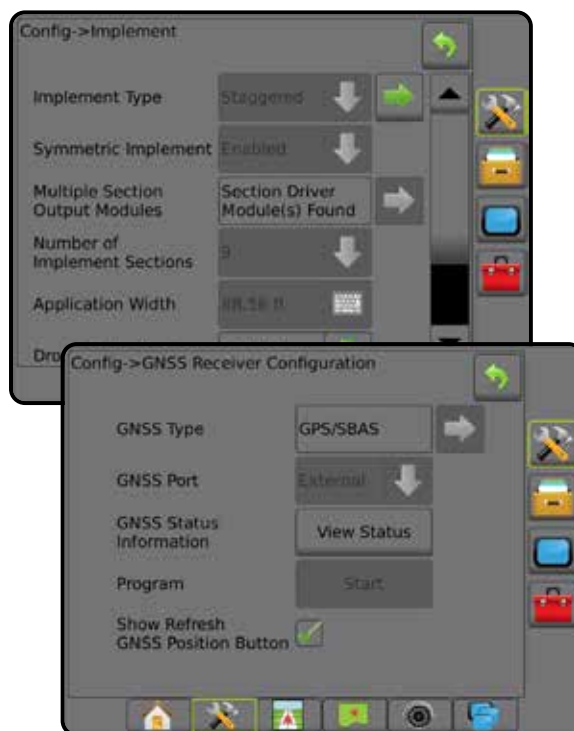 Config->Implement
Implement Type
Staggered
Symmetric Implement
Enabled
Multiple Section
Output Modules
Section Driver
Module(s) Found
Number of
Implement Sections
9
Application Width
Config->GNSS Receiver Configuration
GNSS Type
GPS/SBAS
GNSS Port
External
GNSS Status
Information
View Status
Program
Start
Show Refresh
GNSS Position Button